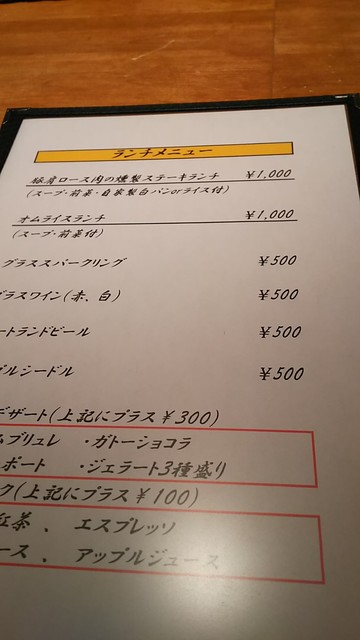 ランチメニュー
豚肩ロース肉の燻製ステーキランチ ¥1,000
(スープ・前菜・自家製白パンorライス付)
オムライスランチ ¥1,000
(スープ・前菜付)
グラススパークリング ¥500
グラスワイン(赤、白) ¥500
ートランドビール ¥500
プルシードル ¥500
デザート(上記にプラス¥300)
ムブリュレ ・ガトーショコラ
ポート ・ジェラート3種盛り
ク(上記にプラス¥100)
紅茶 、 エスプレッソ
ース 、 アップルジュース